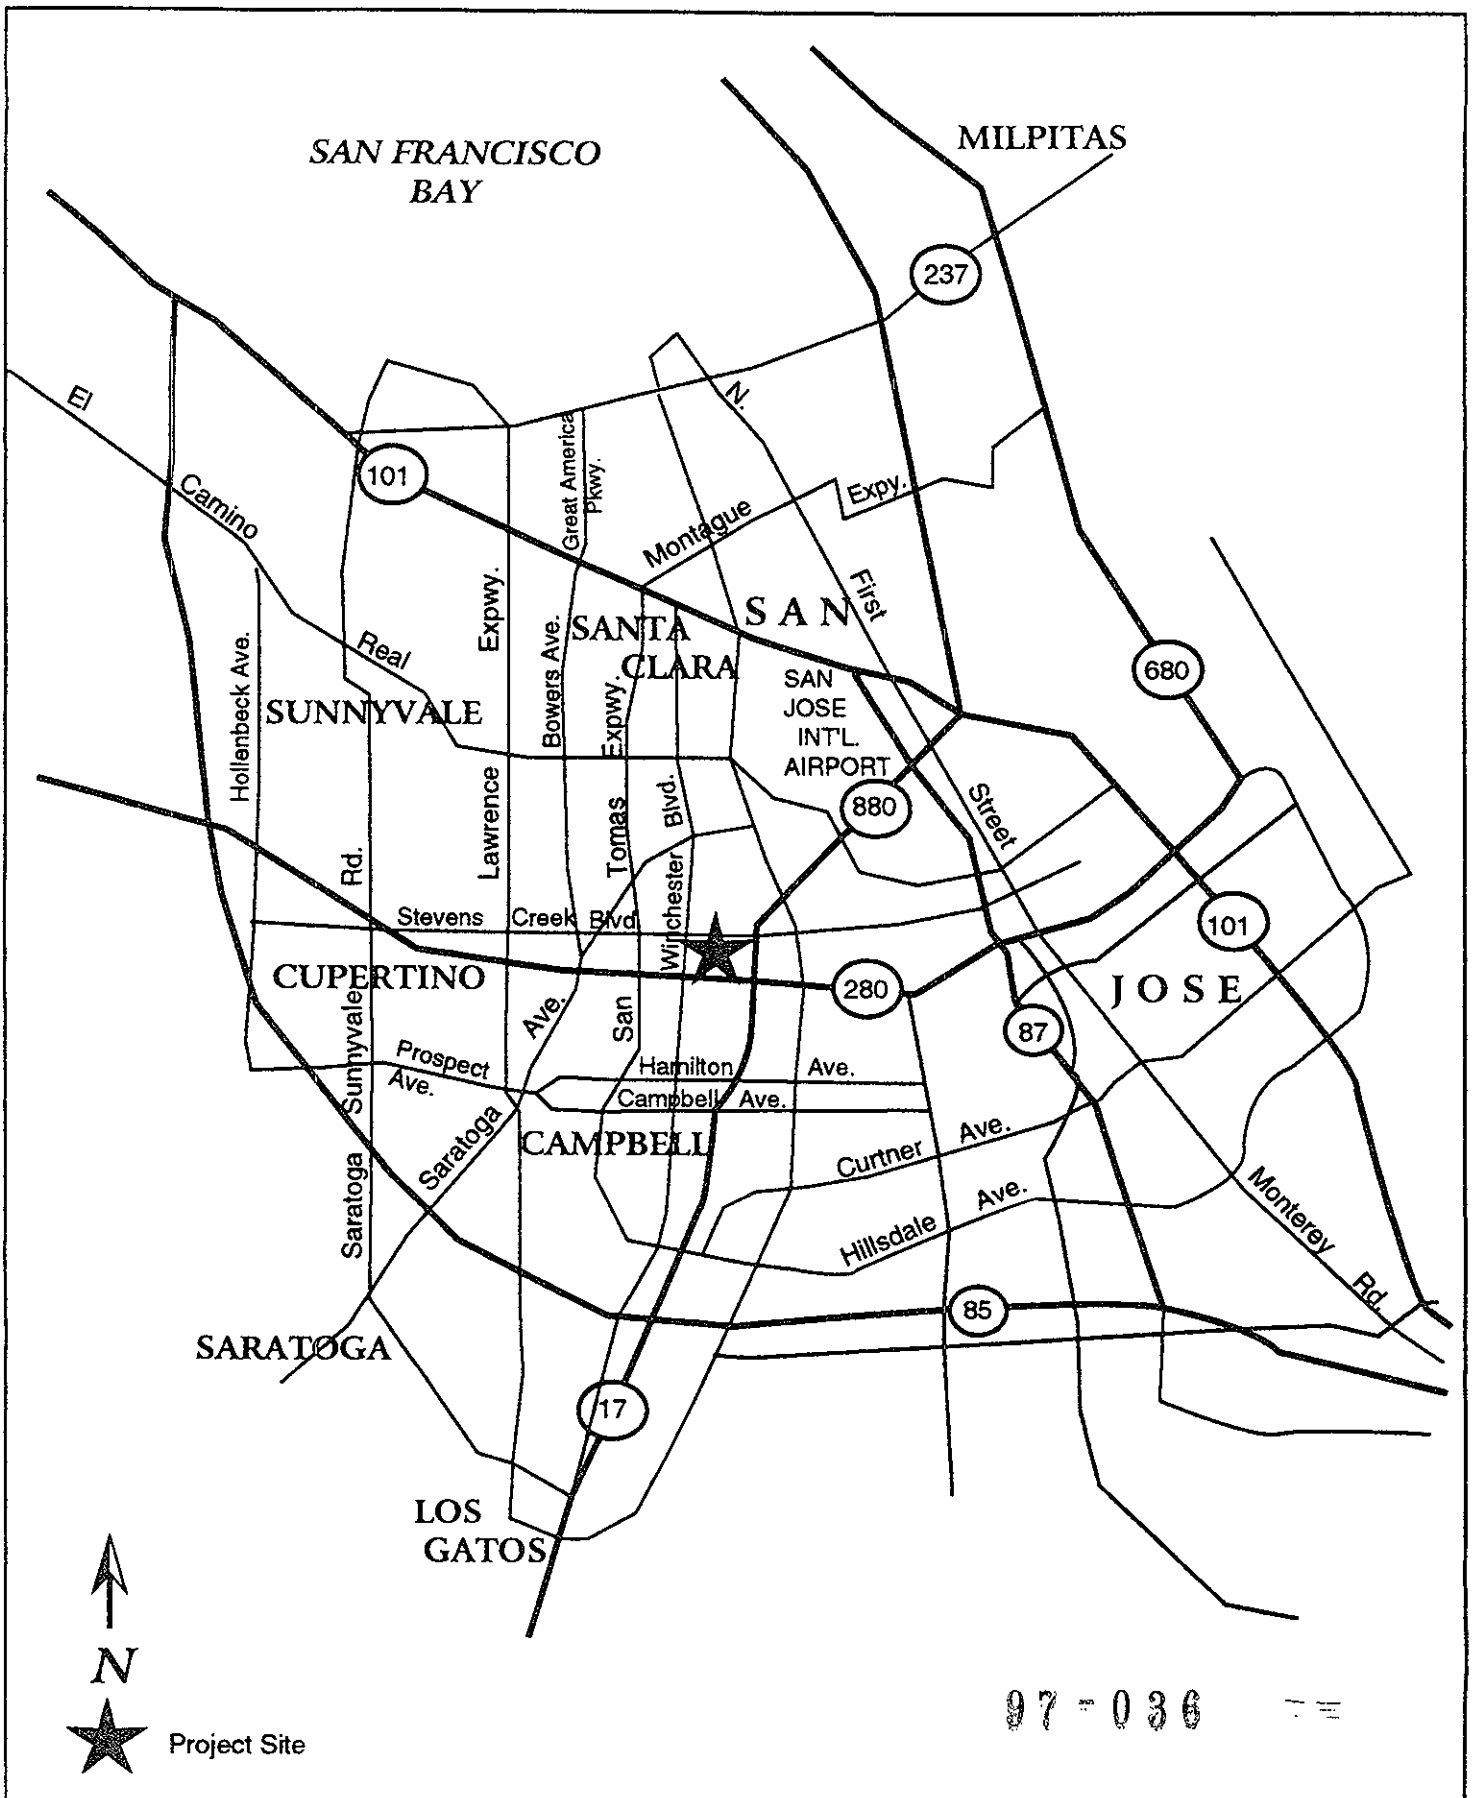 SAN FRANCISCO
BAY
MILPITAS
237
El
N.
101
Great America
Pkwy.
Camino
Expy.
Montague
First
Expwy.
SAN
SANTA
CLARA
Real
Bowers Ave.
Hollenbeck Ave.
680
SAN
JOSE
INT'L.
AIRPORT
Expwy.
SUNNYVALE
880
Street
Blvd.
Lawrence
Tomas
Rd.
Winchester
Stevens Creek Blvd
101
CUPERTINO
280
JOSE
Ave.
San
87
Sunnyvale
Prospect
Ave.
Hamilton Ave.
Campbell Ave.
Saratoga
CAMPBELL
Curtner Ave.
Saratoga
Hillsdale Ave.
Monterey
Rd.
85
SARATOGA
17
LOS
GATOS
N
97-036
Project Site